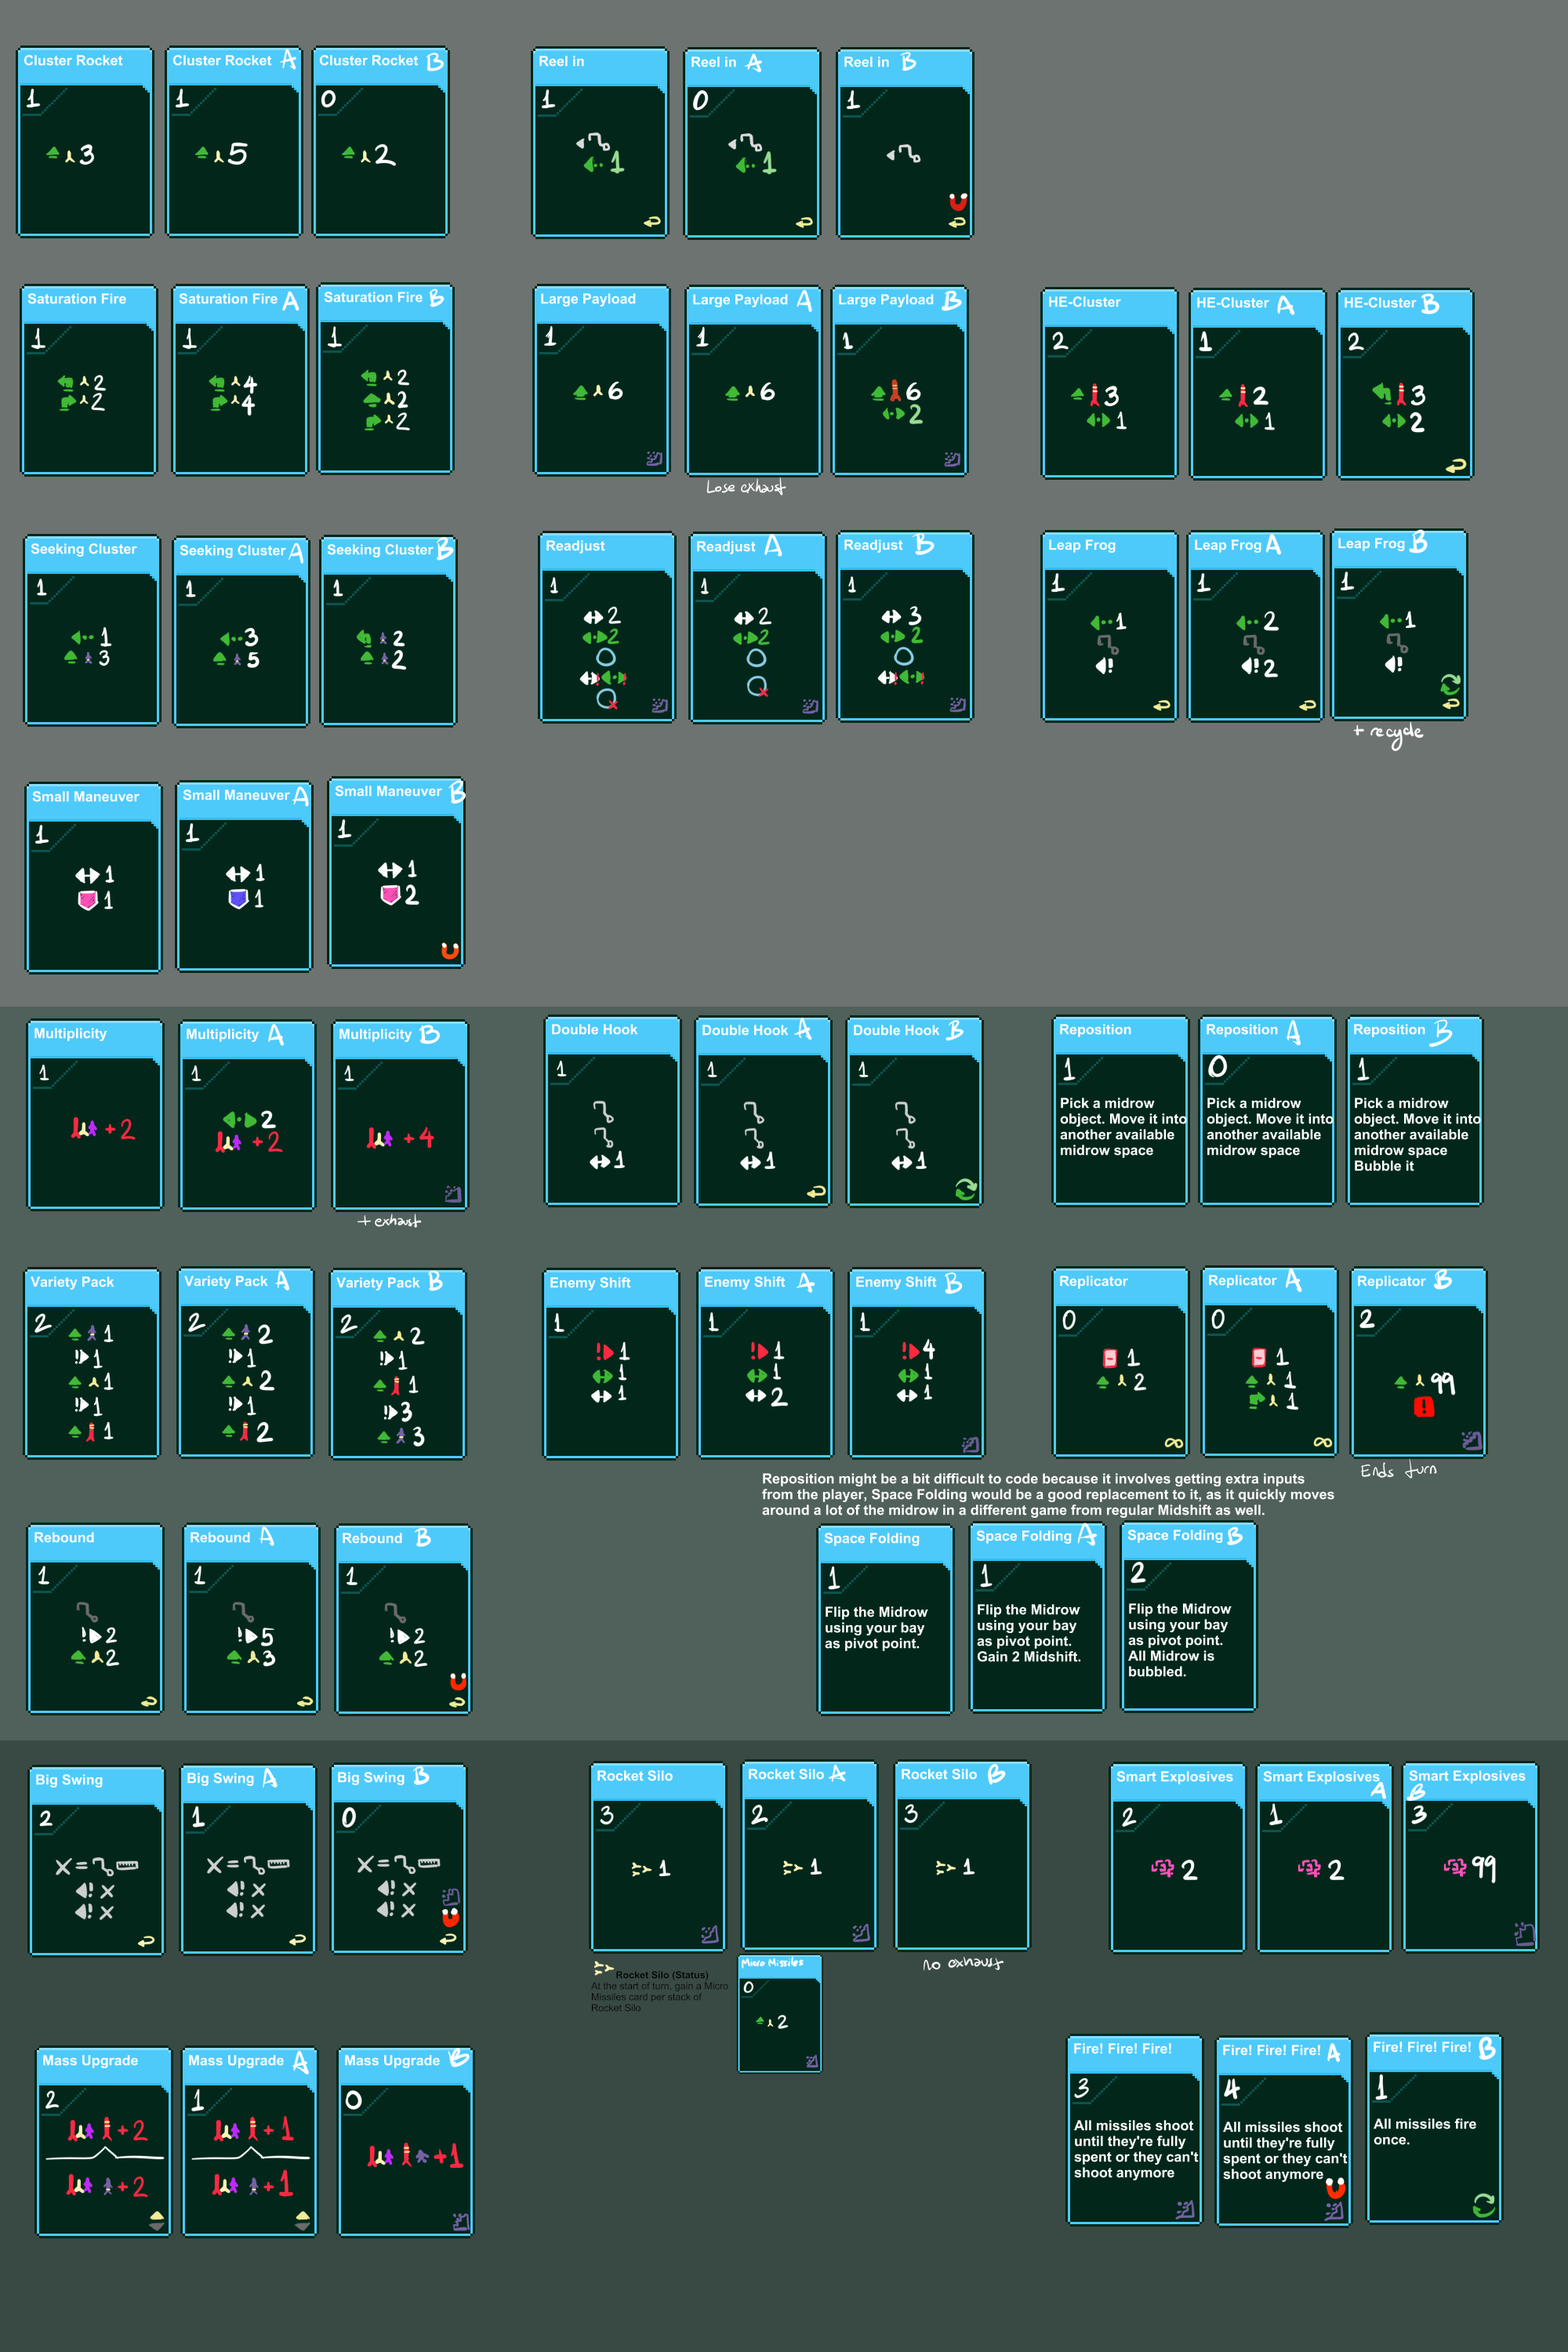 Cluster Rocket
1
3
Cluster Rocket A
1
5
Cluster Rocket B
0
2
Reel in
1
1
Reel in A
0
1
Reel in B
1
Saturation Fire
1
2
2
Saturation Fire A
1
4
4
Saturation Fire B
1
2
2
2
Large Payload
1
6
Large Payload A
1
6
Lose exhaust
Large Payload B
1
6
2
HE-Cluster
2
3
1
HE-Cluster A
1
2
1
HE-Cluster B
2
3
2
Seeking Cluster
1
1
3
Seeking Cluster A
1
3
5
Seeking Cluster B
1
2
2
Readjust
1
2
2
Readjust A
1
2
2
Readjust B
1
3
2
Leap Frog
1
1
!
Leap Frog A
1
2
! 2
Leap Frog B
1
1
!
+ recycle
Small Maneuver
1
1
1
Small Maneuver A
1
1
1
Small Maneuver B
1
1
2
Multiplicity
1
+2
Multiplicity A
1
2
+2
Multiplicity B
1
+4
+ exhaust
Double Hook
1
1
Double Hook A
1
1
Double Hook B
1
1
Reposition
1
Pick a midrow
object. Move it into
another available
midrow space
Reposition A
0
Pick a midrow
object. Move it into
another available
midrow space
Reposition B
1
Pick a midrow
object. Move it into
another available
midrow space
Bubble it
Variety Pack
2
1
! 1
1
! 1
1
Variety Pack A
2
2
! 1
2
! 1
2
Variety Pack B
2
2
! 1
1
! 3
3
Enemy Shift
1
! 1
1
1
Enemy Shift A
1
! 1
1
2
Enemy Shift B
1
! 4
1
1
Replicator
0
1
2
∞
Replicator A
0
1
1
1
∞
Replicator B
2
99
!
Ends turn
Reposition might be a bit difficult to code because it involves getting extra inputs
from the player, Space Folding would be a good replacement to it, as it quickly moves
around a lot of the midrow in a different game from regular Midshift as well.
Rebound
1
! 2
2
Rebound A
1
! 5
3
Rebound B
1
! 2
2
Space Folding
1
Flip the Midrow
using your bay
as pivot point.
Space Folding A
1
Flip the Midrow
using your bay
as pivot point.
Gain 2 Midshift.
Space Folding B
2
Flip the Midrow
using your bay
as pivot point.
All Midrow is
bubbled.
Big Swing
2
X =
! X
! X
Big Swing A
1
X =
! X
! X
Big Swing B
0
X =
! X
! X
Rocket Silo
3
1
Rocket Silo (Status)
At the start of turn, gain a Micro
Missiles card per stack of
Rocket Silo
Rocket Silo A
2
1
Micro Missiles
0
2
Rocket Silo B
3
1
no exhaust
Smart Explosives
2
2
Smart Explosives A
1
2
Smart Explosives B
3
99
Mass Upgrade
2
+2
+2
Mass Upgrade A
1
+1
+1
Mass Upgrade B
0
+1
Fire! Fire! Fire!
3
All missiles shoot
until they're fully
spent or they can't
shoot anymore
Fire! Fire! Fire! A
4
All missiles shoot
until they're fully
spent or they can't
shoot anymore
Fire! Fire! Fire! B
1
All missiles fire
once.